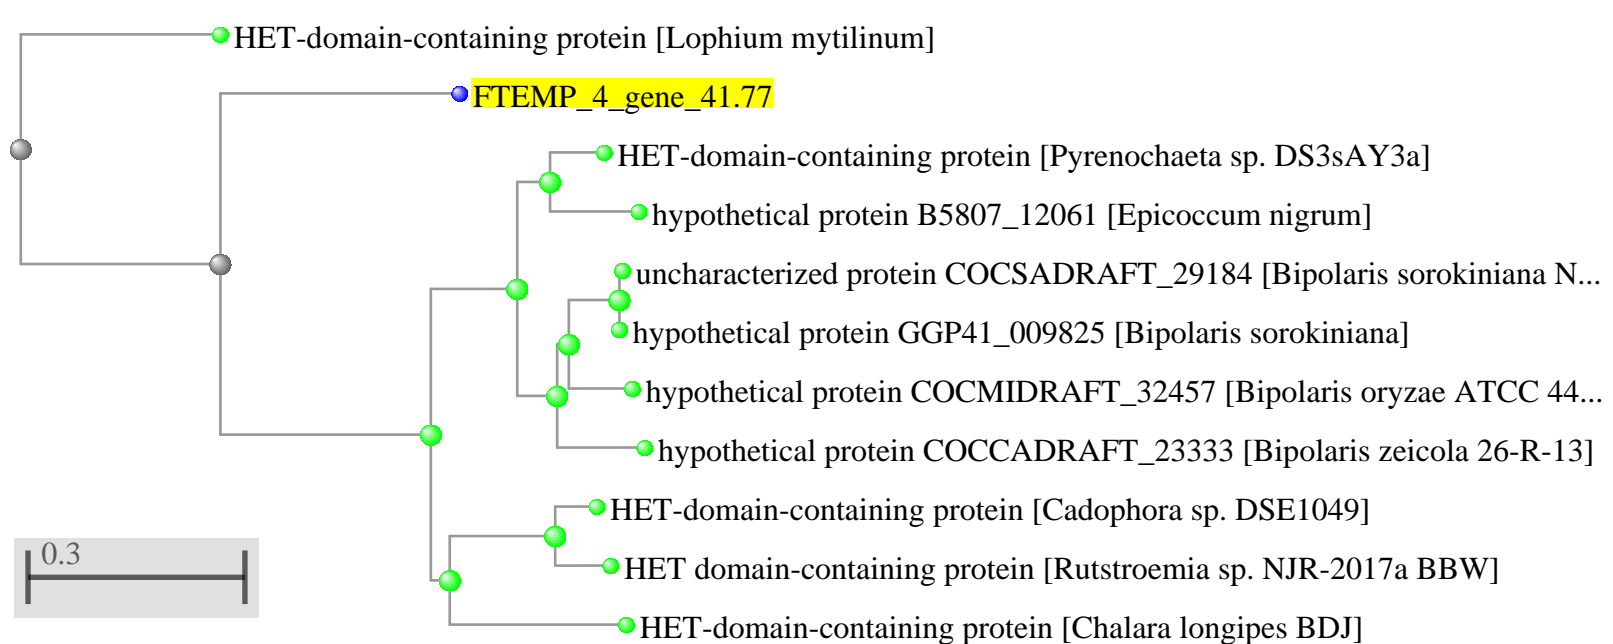 HET-domain-containing protein [Lophium mytilinum]
FTEMP_4_gene_41.77
HET-domain-containing protein [Pyrenochaeta sp. DS3sAY3a]
hypothetical protein B5807_12061 [Epicoccum nigrum]
uncharacterized protein COCSADRAFT_29184 [Bipolaris sorokiniana N...
hypothetical protein GGP41_009825 [Bipolaris sorokiniana]
hypothetical protein COCMIDRAFT_32457 [Bipolaris oryzae ATCC 44...
hypothetical protein COCCADRAFT_23333 [Bipolaris zeicola 26-R-13]
HET-domain-containing protein [Cadophora sp. DSE1049]
0.3
HET domain-containing protein [Rutstroemia sp. NJR-2017a BBW]
HET-domain-containing protein [Chalara longipes BDJ]